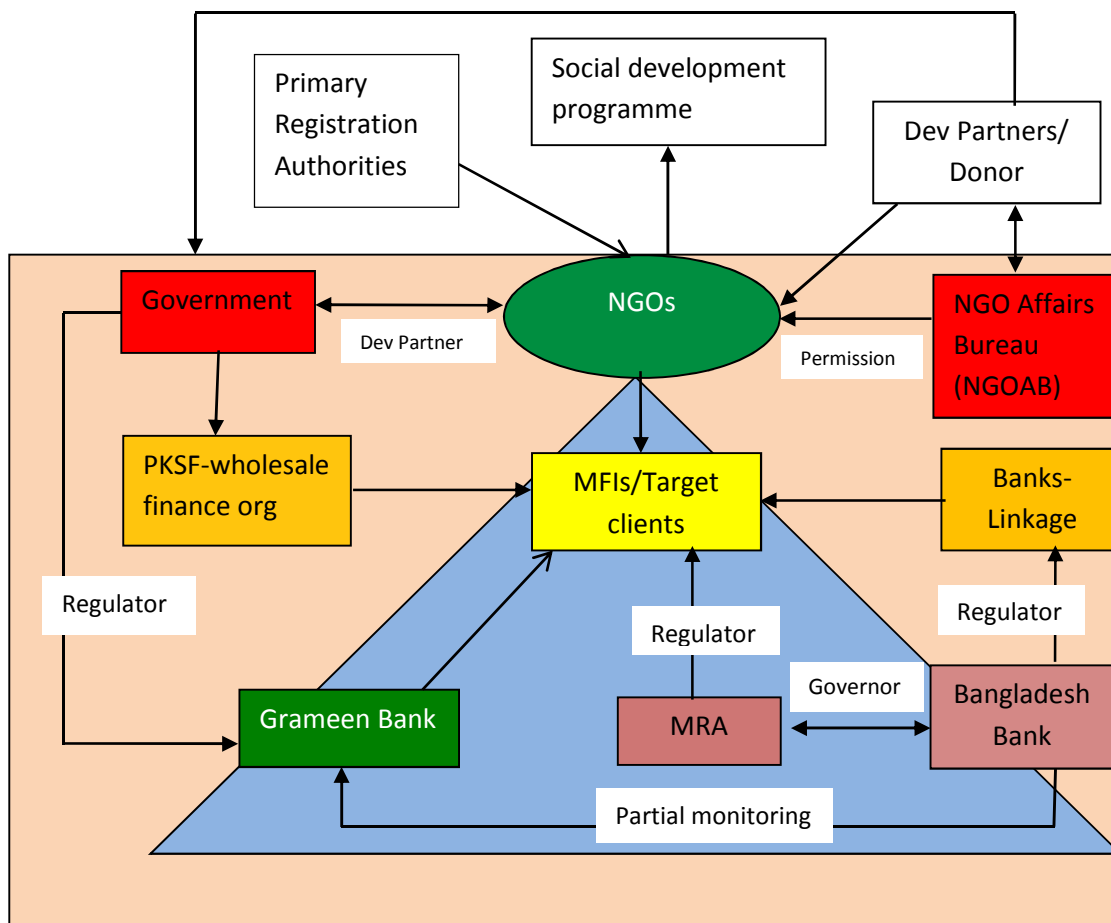 Primary
Registration
Authorities
Social development
programme
Dev Partners/
Donor
Government
NGOs
NGO Affairs
Bureau
(NGOAB)
Dev Partner
Permission
PKSF-wholesale
finance org
MFIs/Target
clients
Banks-
Linkage
Regulator
Regulator
Regulator
Governor
Grameen Bank
MRA
Bangladesh
Bank
Partial monitoring